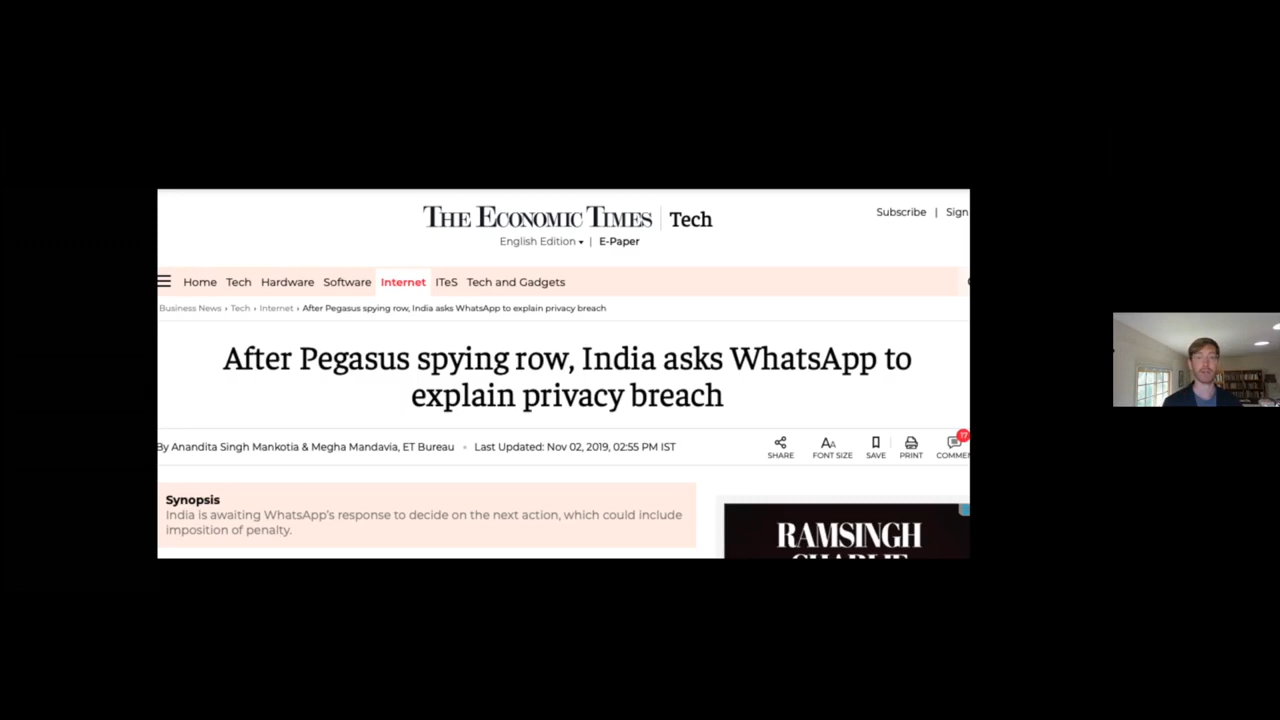 THE ECONOMIC TIMES | Tech
Subscribe | Sign
English Edition ▾ | E-Paper
Home Tech Hardware Software Internet ITeS Tech and Gadgets
Business News › Tech › Internet › After Pegasus spying row, India asks WhatsApp to explain privacy breach
After Pegasus spying row, India asks WhatsApp to
explain privacy breach
By Anandita Singh Mankotia & Megha Mandavia, ET Bureau • Last Updated: Nov 02, 2019, 02:55 PM IST
SHARE FONT SIZE SAVE PRINT
Synopsis
India is awaiting WhatsApp's response to decide on the next action, which could include
imposition of penalty.
RAMSINGH
CHARLIE